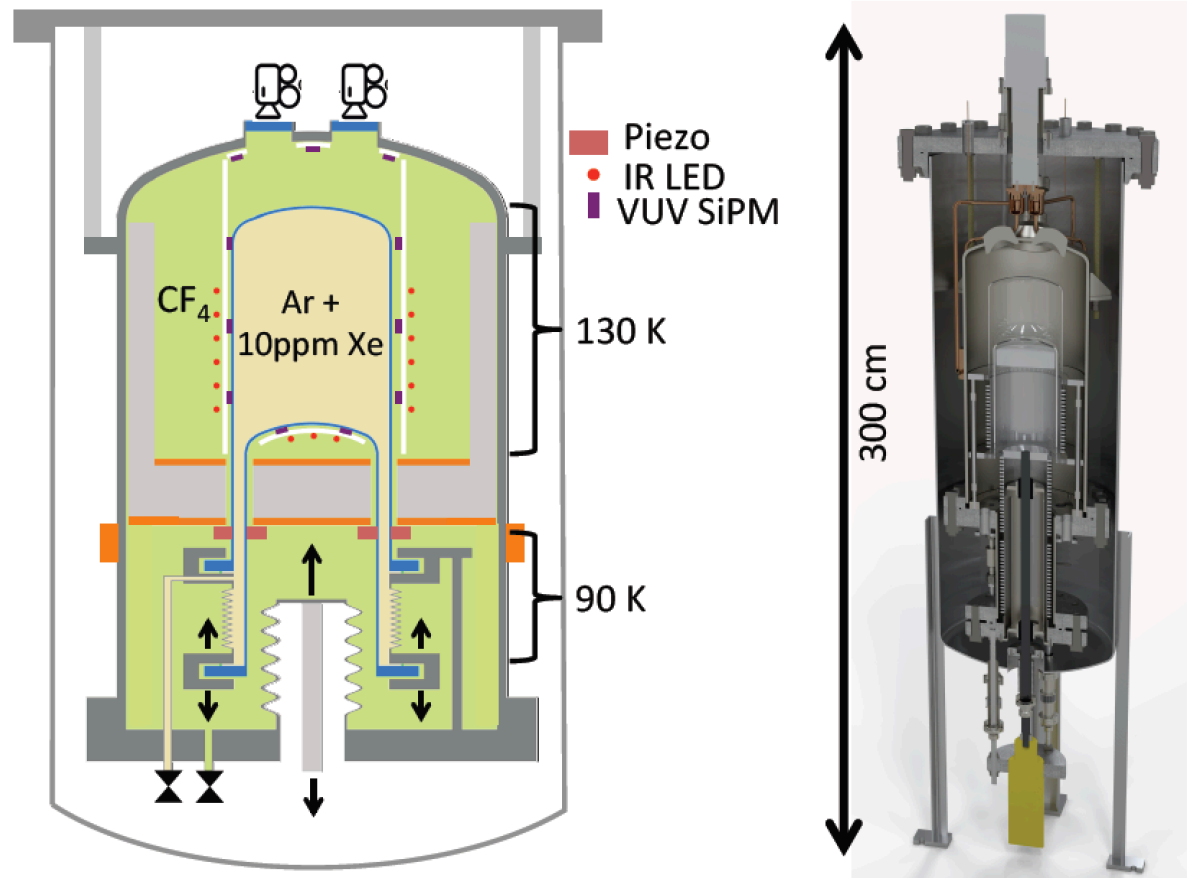 Piezo
IR LED
VUV SiPM
CF₄
Ar +
10ppm Xe
130 K
90 K
300 cm